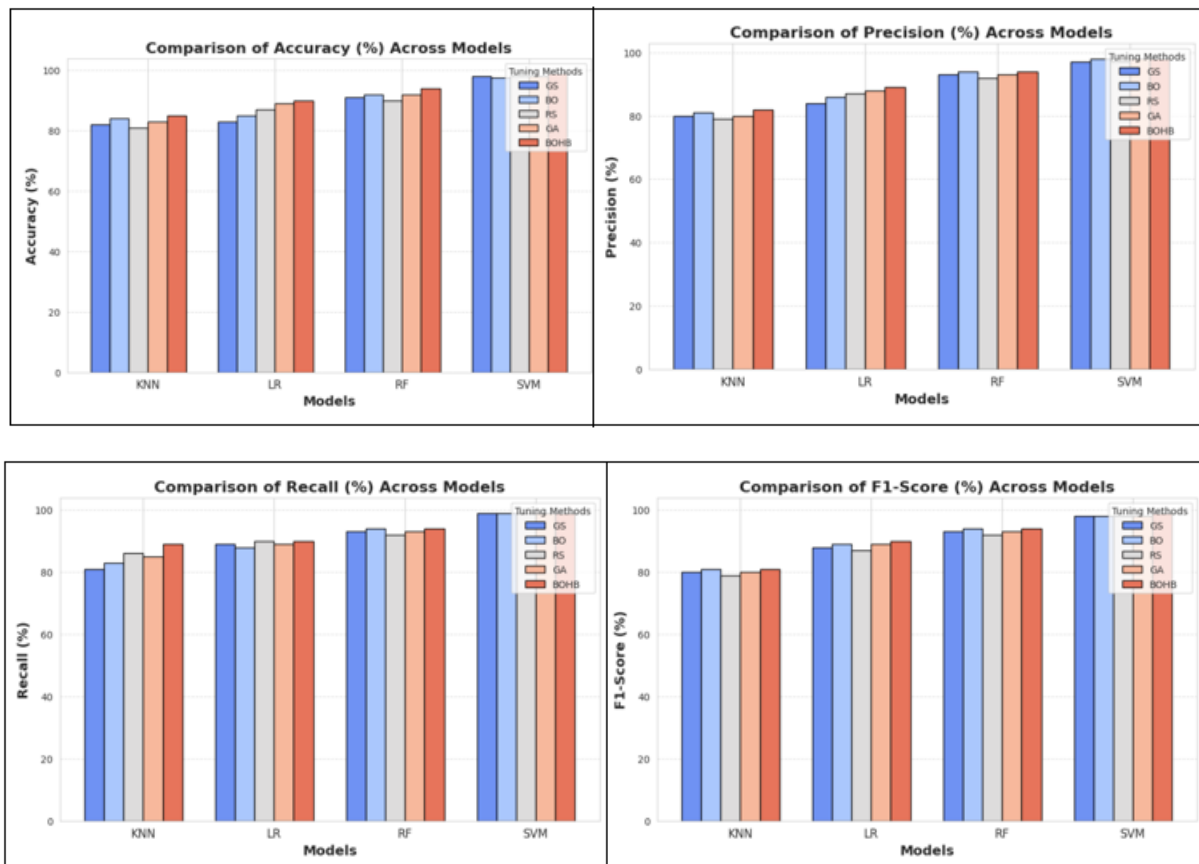 Comparison of Accuracy (%) Across Models
Accuracy (%)
100
80
60
40
20
0
KNN LR RF SVM
Models
Tuning Methods
GS
BO
RS
GA
BOHB
Comparison of Precision (%) Across Models
Precision (%)
100
80
60
40
20
0
KNN LR RF SVM
Models
Tuning Methods
GS
BO
RS
GA
BOHB
Comparison of Recall (%) Across Models
Recall (%)
100
80
60
40
20
0
KNN LR RF SVM
Models
Tuning Methods
GS
BO
RS
GA
BOHB
Comparison of F1-Score (%) Across Models
F1-Score (%)
100
80
60
40
20
0
KNN LR RF SVM
Models
Tuning Methods
GS
BO
RS
GA
BOHB